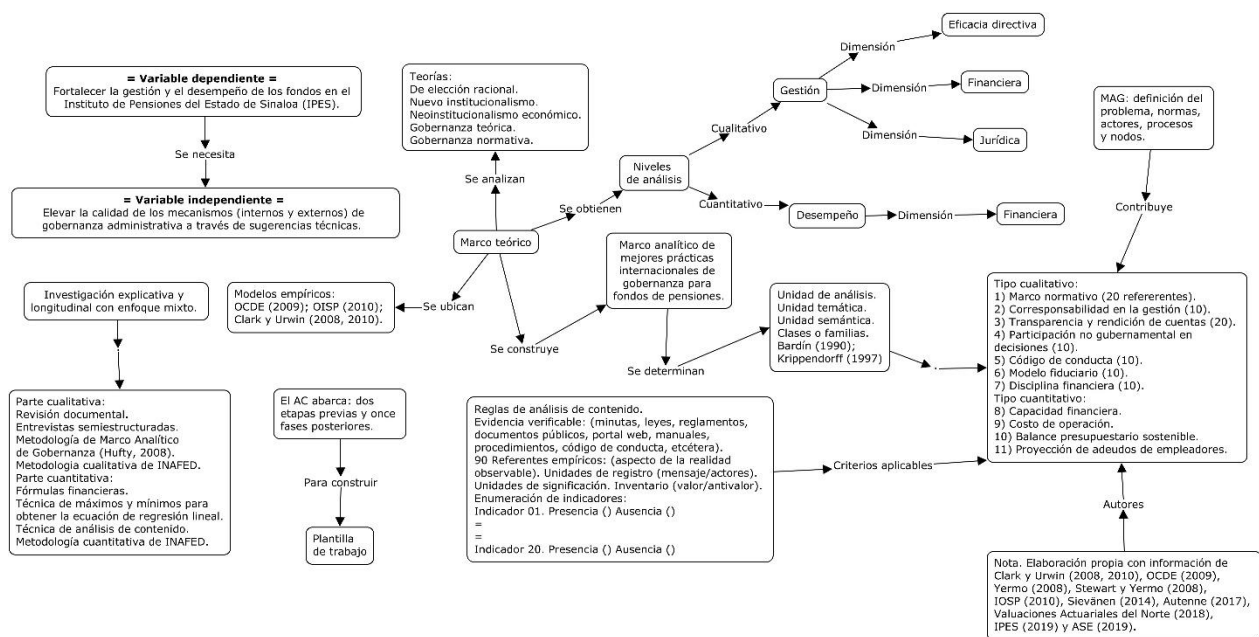 = Variable dependiente =
Fortalecer la gestión y el desempeño de los fondos en el
Instituto de Pensiones del Estado de Sinaloa (IPES).
Se necesita
= Variable independiente =
Elevar la calidad de los mecanismos (internos y externos) de
gobernanza administrativa a través de sugerencias técnicas.
Teorías:
De elección racional.
Nuevo institucionalismo.
Neoinstitucionalismo económico.
Gobernanza teórica.
Gobernanza normativa.
Se analizan
Marco teórico
Se obtienen
Niveles
de análisis
Cualitativo
Gestión
Dimensión
Eficacia directiva
Dimensión
Financiera
Dimensión
Jurídica
Cuantitativo
Desempeño
Dimensión
Financiera
MAG: definición del
problema, normas,
actores, procesos
y nodos.
Contribuye
Se ubican
Modelos empíricos:
OCDE (2009); OISP (2010);
Clark y Urwin (2008, 2010).
Se construye
Marco analítico de
mejores prácticas
internacionales de
gobernanza para
fondos de pensiones.
Se determinan
Unidad de análisis.
Unidad temática.
Unidad semántica.
Clases o familias.
Bardín (1990);
Krippendorff (1997)
.
Tipo cualitativo:
1) Marco normativo (20 refererentes).
2) Corresponsabilidad en la gestión (10).
3) Transparencia y rendición de cuentas (20).
4) Participación no gubernamental en
decisiones (10).
5) Código de conducta (10).
6) Modelo fiduciario (10).
7) Disciplina financiera (10).
Tipo cuantitativo:
8) Capacidad financiera.
9) Costo de operación.
10) Balance presupuestario sostenible.
11) Proyección de adeudos de empleadores.
Investigación explicativa y
longitudinal con enfoque mixto.
.
Parte cualitativa:
Revisión documental.
Entrevistas semiestructuradas.
Metodología de Marco Analítico
de Gobernanza (Hufty, 2008).
Metodologia cualitativa de INAFED.
Parte cuantitativa:
Fórmulas financieras.
Técnica de máximos y mínimos para
obtener la ecuación de regresión lineal.
Técnica de análisis de contenido.
Metodología cuantitativa de INAFED.
El AC abarca: dos
etapas previas y once
fases posteriores.
Para construir
Plantilla
de trabajo
Reglas de análisis de contenido.
Evidencia verificable: (minutas, leyes, reglamentos,
documentos públicos, portal web, manuales,
procedimientos, código de conducta, etcétera).
90 Referentes empíricos: (aspecto de la realidad
observable). Unidades de registro (mensaje/actores).
Unidades de significación. Inventario (valor/antivalor).
Enumeración de indicadores:
Indicador 01. Presencia () Ausencia ()
=
=
Indicador 20. Presencia () Ausencia ()
Criterios aplicables
Autores
Nota. Elaboración propia con información de
Clark y Urwin (2008, 2010), OCDE (2009),
Yermo (2008), Stewart y Yermo (2008),
IOSP (2010), Sievänen (2014), Autenne (2017),
Valuaciones Actuariales del Norte (2018),
IPES (2019) y ASE (2019).